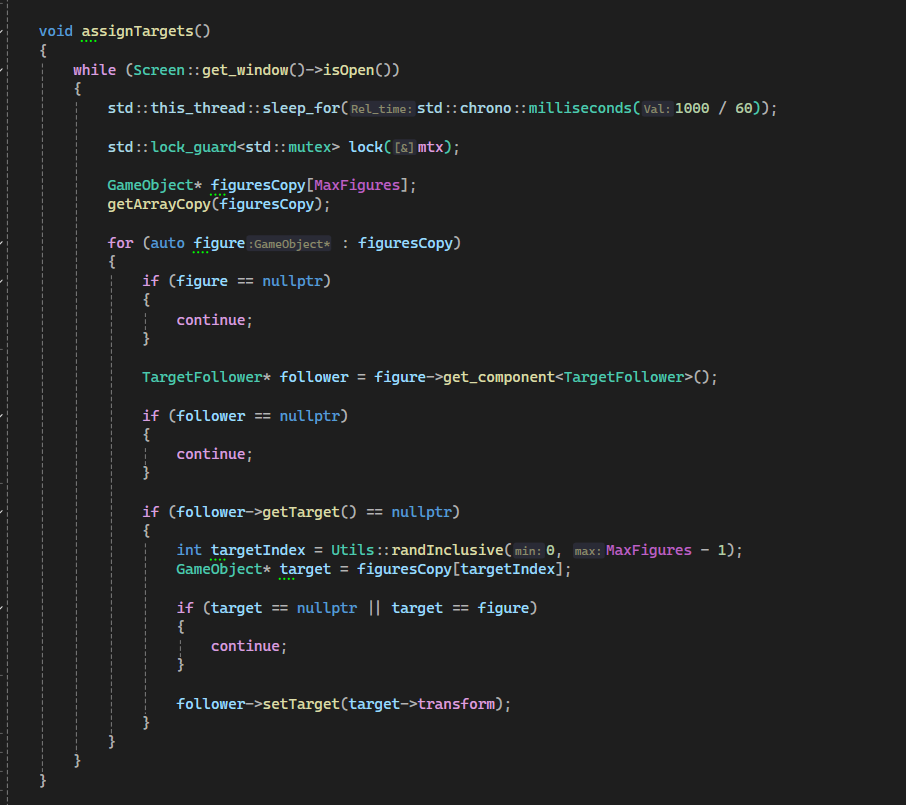 void assignTargets()
{
while (Screen::get_window()->isOpen())
{
std::this_thread::sleep_for(Rel_time:std::chrono::milliseconds(Val:1000 / 60));
std::lock_guard<std::mutex> lock([&]mtx);
GameObject* figuresCopy[MaxFigures];
getArrayCopy(figuresCopy);
for (auto figure:GameObject* : figuresCopy)
{
if (figure == nullptr)
{
continue;
}
TargetFollower* follower = figure->get_component<TargetFollower>();
if (follower == nullptr)
{
continue;
}
if (follower->getTarget() == nullptr)
{
int targetIndex = Utils::randInclusive(min:0, max:MaxFigures - 1);
GameObject* target = figuresCopy[targetIndex];
if (target == nullptr || target == figure)
{
continue;
}
follower->setTarget(target->transform);
}
}
}
}